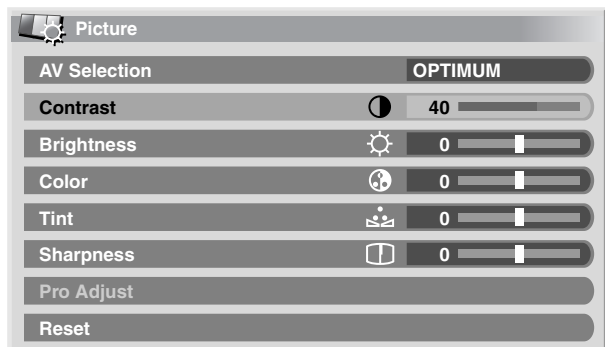 Picture
AV Selection OPTIMUM
Contrast 40
Brightness 0
Color 0
Tint 0
Sharpness 0
Pro Adjust
Reset